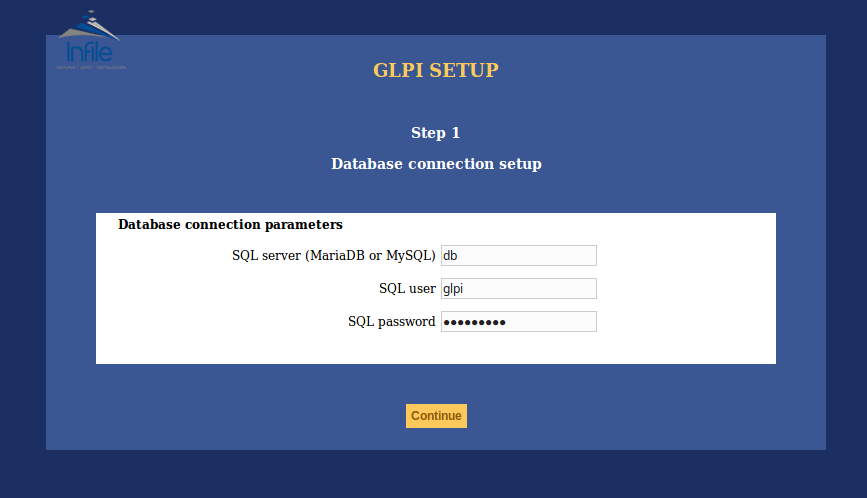 Infile
GLPI SETUP
Step 1
Database connection setup
Database connection parameters
SQL server (MariaDB or MySQL) db
SQL user glpi
SQL password •••••••••
Continue